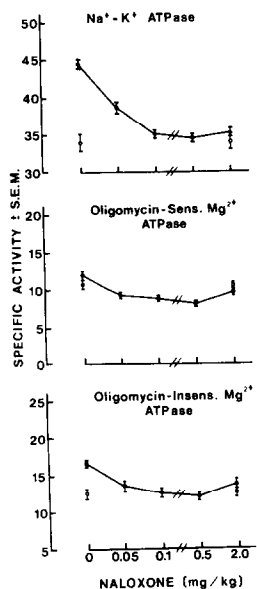 Na⁺-K⁺ ATPase
50
45
40
35
30
SPECIFIC ACTIVITY ± S.E.M.
Oligomycin-Sens. Mg²⁺
ATPase
20
15
10
5
0
Oligomycin-Insens. Mg²⁺
ATPase
25
20
15
10
5
0 0.05 0.1 0.5 2.0
NALOXONE (mg/kg)